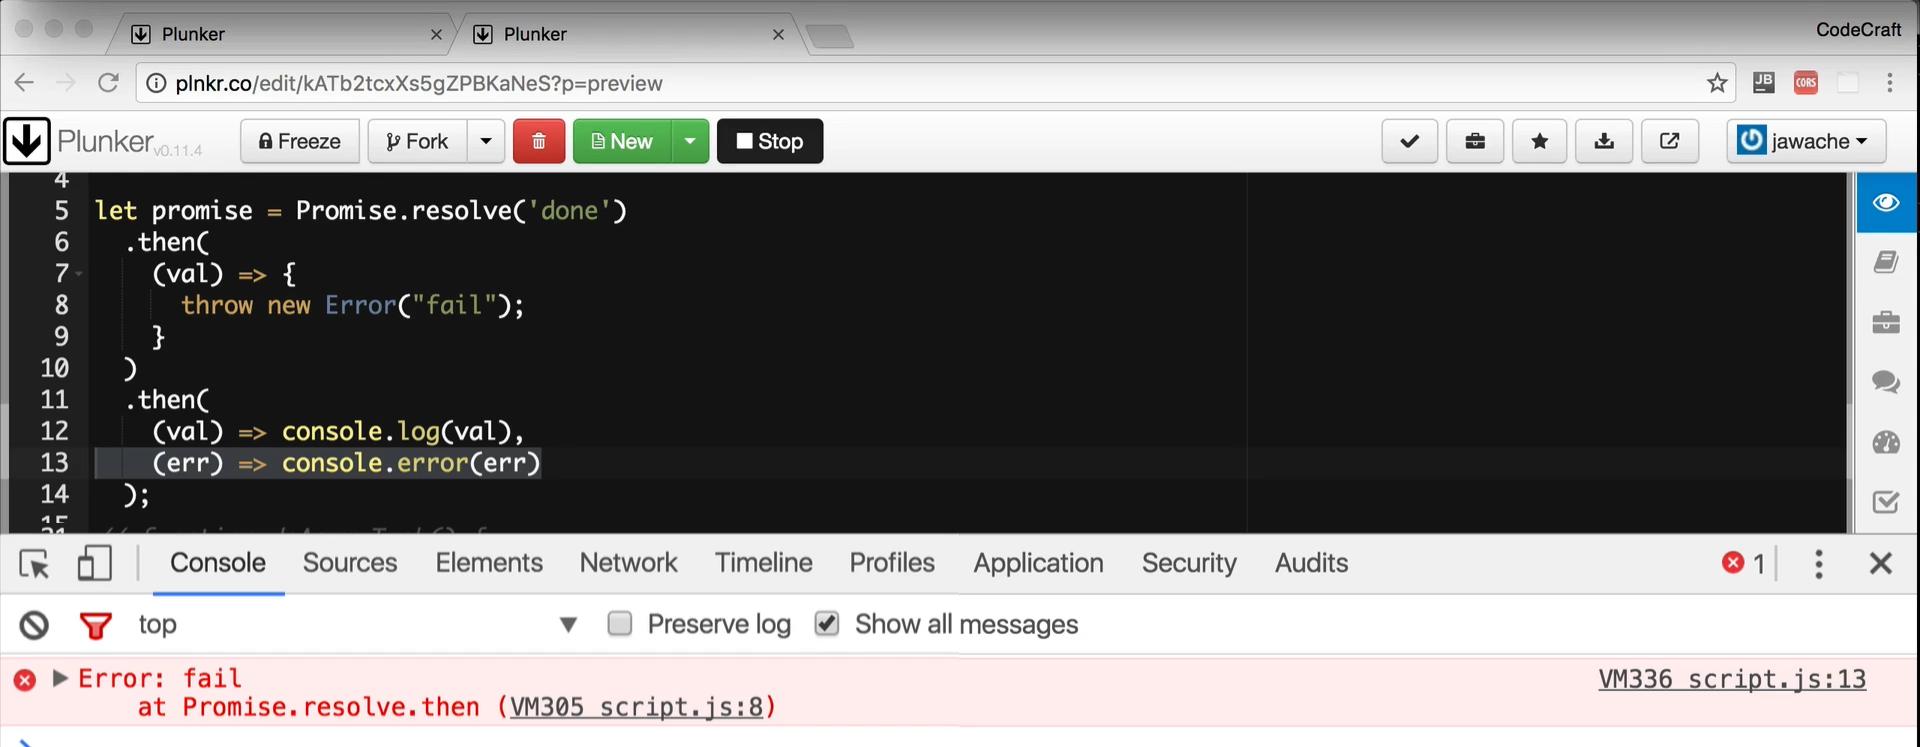 Plunker
Plunker
CodeCraft
plnkr.co/edit/kATb2tcxXs5gZPBKaNeS?p=preview
JB
CORS
Plunker v0.11.4
Freeze
Fork
New
Stop
jawache
4
5 let promise = Promise.resolve('done')
6 .then(
7 (val) => {
8 throw new Error("fail");
9 }
10 )
11 .then(
12 (val) => console.log(val),
13 (err) => console.error(err)
14 );
15
Console Sources Elements Network Timeline Profiles Application Security Audits 1
top Preserve log Show all messages
Error: fail VM336 script.js:13
at Promise.resolve.then (VM305 script.js:8)